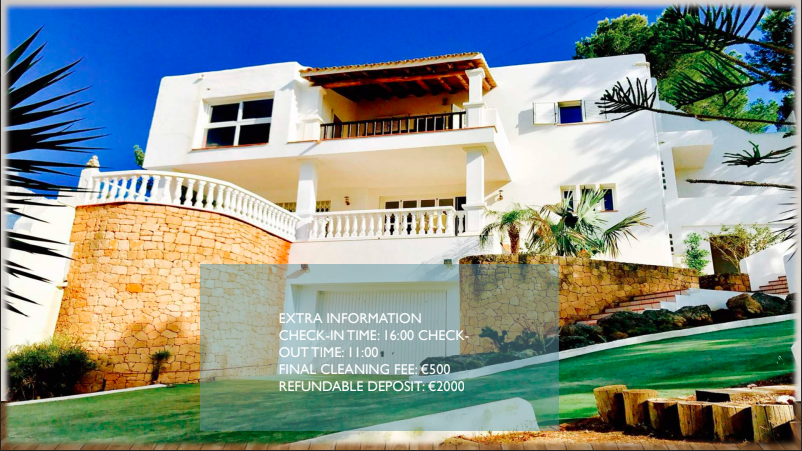 EXTRA INFORMATION
CHECK-IN TIME: 16:00 CHECK-
OUT TIME: 11:00
FINAL CLEANING FEE: €500
REFUNDABLE DEPOSIT: €2000